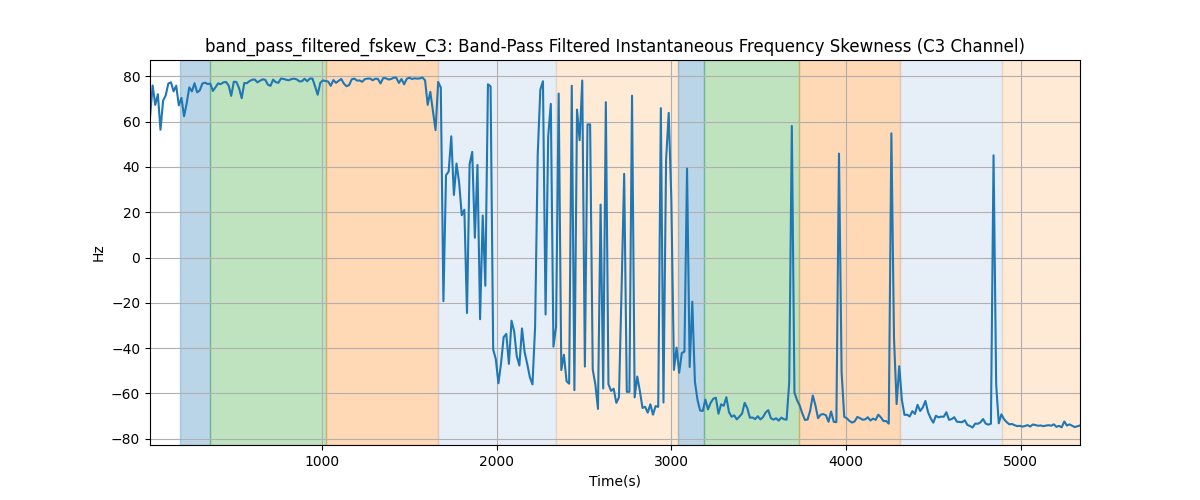 band_pass_filtered_fskew_C3: Band-Pass Filtered Instantaneous Frequency Skewness (C3 Channel)
80
60
40
20
0
−20
−40
−60
−80
Hz
1000 2000 3000 4000 5000
Time(s)